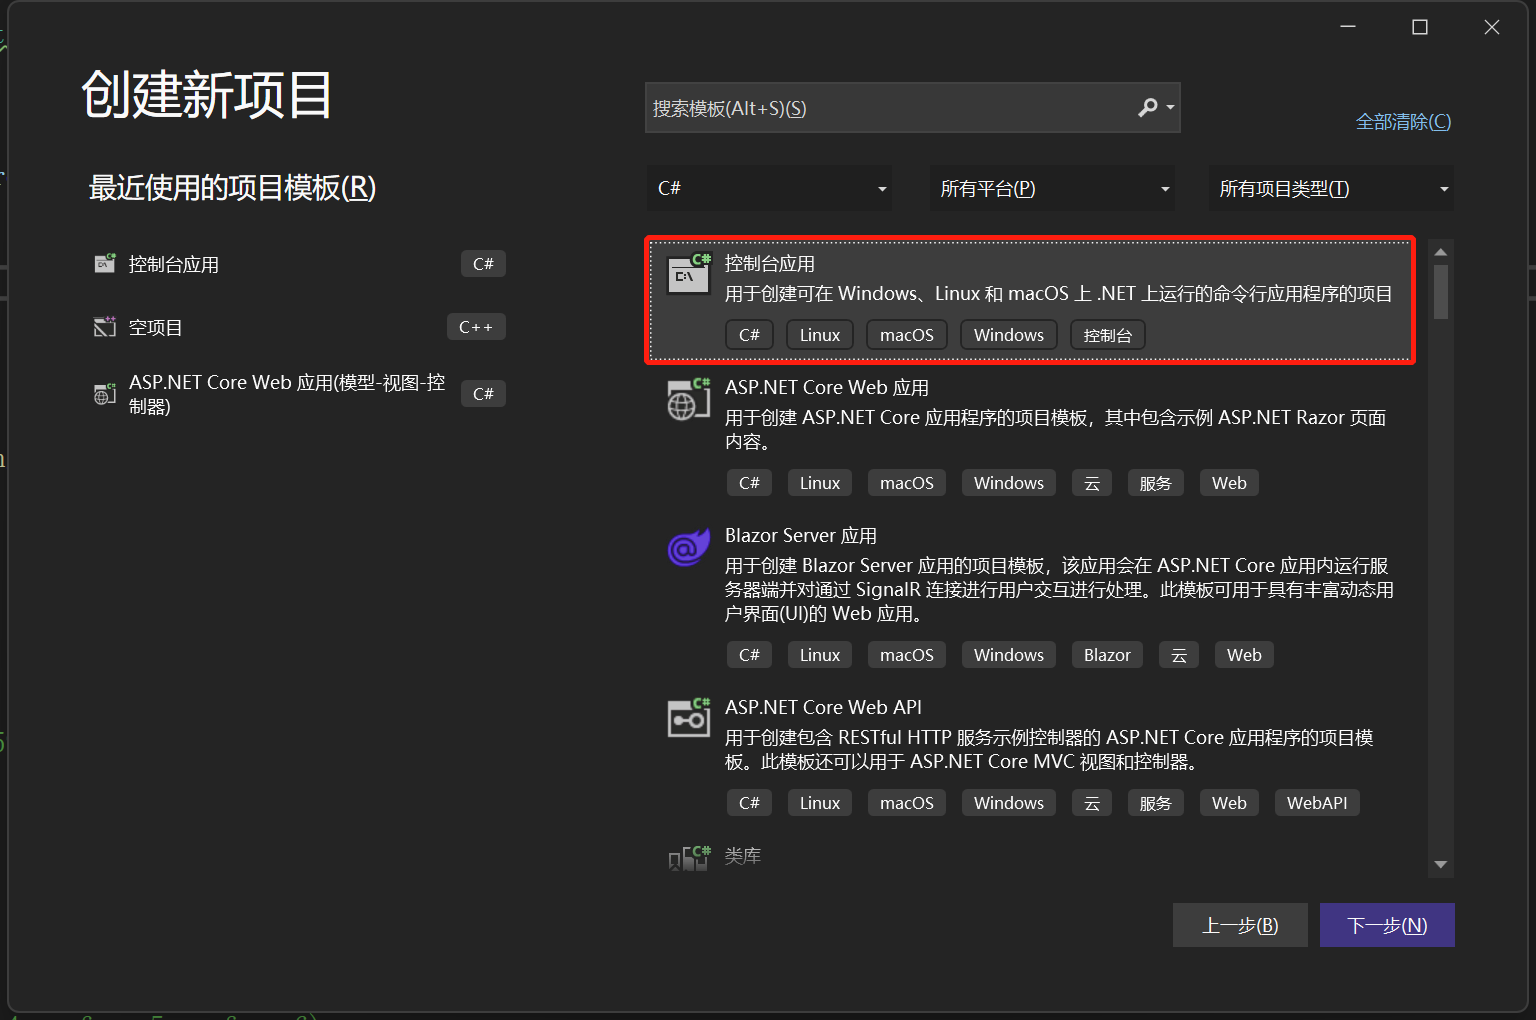 创建新项目
搜索模板(Alt+S)(S)
全部清除(C)
最近使用的项目模板(R)
C#
所有平台(P)
所有项目类型(T)
控制台应用
C#
空项目
C++
ASP.NET Core Web 应用(模型-视图-控
制器)
C#
控制台应用
用于创建可在 Windows、Linux 和 macOS 上 .NET 上运行的命令行应用程序的项目
C# Linux macOS Windows 控制台
ASP.NET Core Web 应用
用于创建 ASP.NET Core 应用程序的项目模板，其中包含示例 ASP.NET Razor 页面
内容。
C# Linux macOS Windows 云 服务 Web
Blazor Server 应用
用于创建 Blazor Server 应用的项目模板，该应用会在 ASP.NET Core 应用内运行服
务器端并对通过 SignalR 连接进行用户交互进行处理。此模板可用于具有丰富动态用
户界面(UI)的 Web 应用。
C# Linux macOS Windows Blazor 云 Web
ASP.NET Core Web API
用于创建包含 RESTful HTTP 服务示例控制器的 ASP.NET Core 应用程序的项目模
板。此模板还可以用于 ASP.NET Core MVC 视图和控制器。
C# Linux macOS Windows 云 服务 Web WebAPI
类库
上一步(B)
下一步(N)